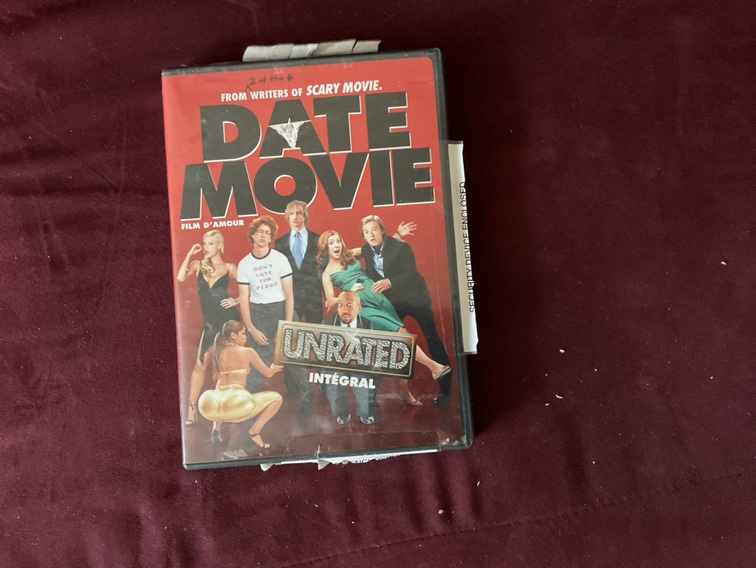 2 of the 6
FROM WRITERS OF SCARY MOVIE.
DATE
MOVIE
FILM D'AMOUR
DON'T
VOTE
FOR
PEDRO
UNRATED
INTÉGRAL
SECURITY DEVICE ENCLOSED